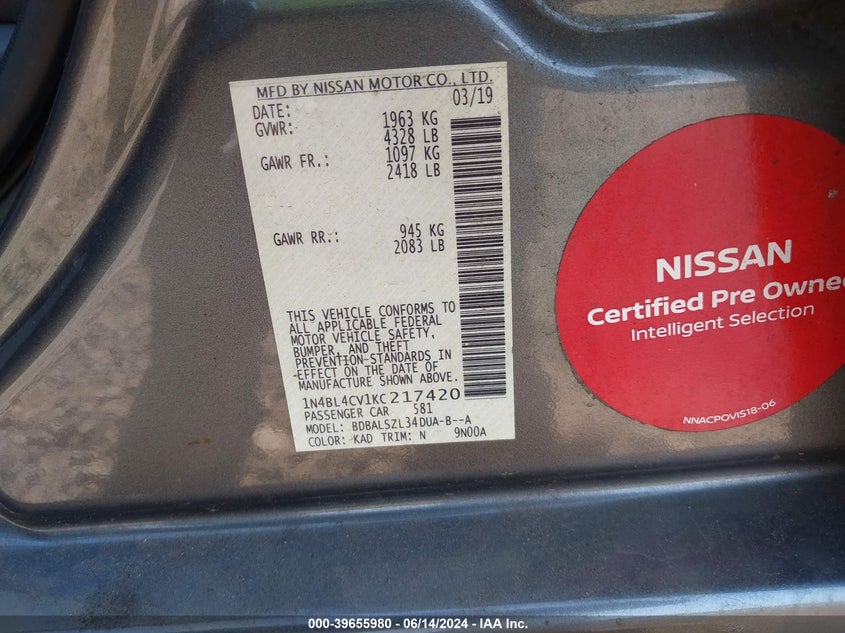 MFD BY NISSAN MOTOR CO., LTD.
DATE: 03/19
GVWR: 1963 KG
4328 LB
GAWR FR.: 1097 KG
2418 LB
GAWR RR.: 945 KG
2083 LB
THIS VEHICLE CONFORMS TO
ALL APPLICABLE FEDERAL
MOTOR VEHICLE SAFETY,
BUMPER, AND THEFT
PREVENTION STANDARDS IN
EFFECT ON THE DATE OF
MANUFACTURE SHOWN ABOVE.
1N4BL4CV1KC217420
PASSENGER CAR 581
MODEL: BDBALSZL34DUA-B--A
COLOR: KAD TRIM: N 9N00A
NISSAN
Certified Pre Owne
Intelligent Selection
NNACPOVIS18-06
000-39655980 - 06/14/2024 - IAA Inc.